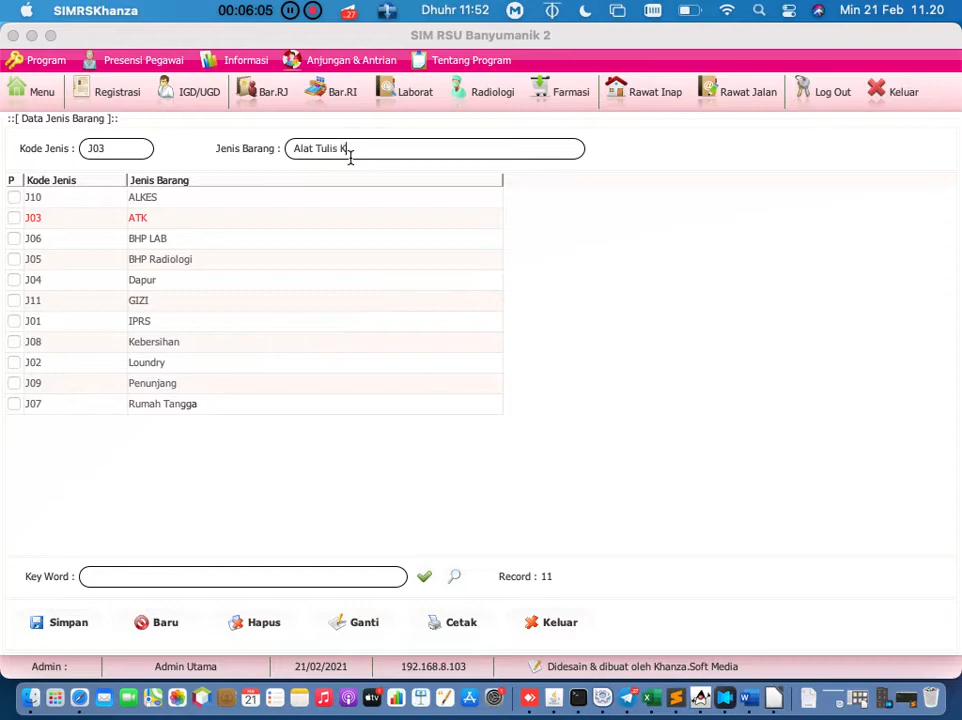 SIMRSKhanza 00:06:05 27 Dhuhr 11:52 Min 21 Feb 11.20
SIM RSU Banyumanik 2
Program Presensi Pegawai Informasi Anjungan & Antrian Tentang Program
Menu Registrasi IGD/UGD Bar.RJ Bar.RI Laborat Radiologi Farmasi Rawat Inap Rawat Jalan Log Out Keluar
::[ Data Jenis Barang ]::
Kode Jenis : J03 Jenis Barang : Alat Tulis K
P Kode Jenis Jenis Barang
J10 ALKES
J03 ATK
J06 BHP LAB
J05 BHP Radiologi
J04 Dapur
J11 GIZI
J01 IPRS
J08 Kebersihan
J02 Loundry
J09 Penunjang
J07 Rumah Tangga
Key Word : Record : 11
Simpan Baru Hapus Ganti Cetak Keluar
Admin : Admin Utama 21/02/2021 192.168.8.103 Didesain & dibuat oleh Khanza.Soft Media